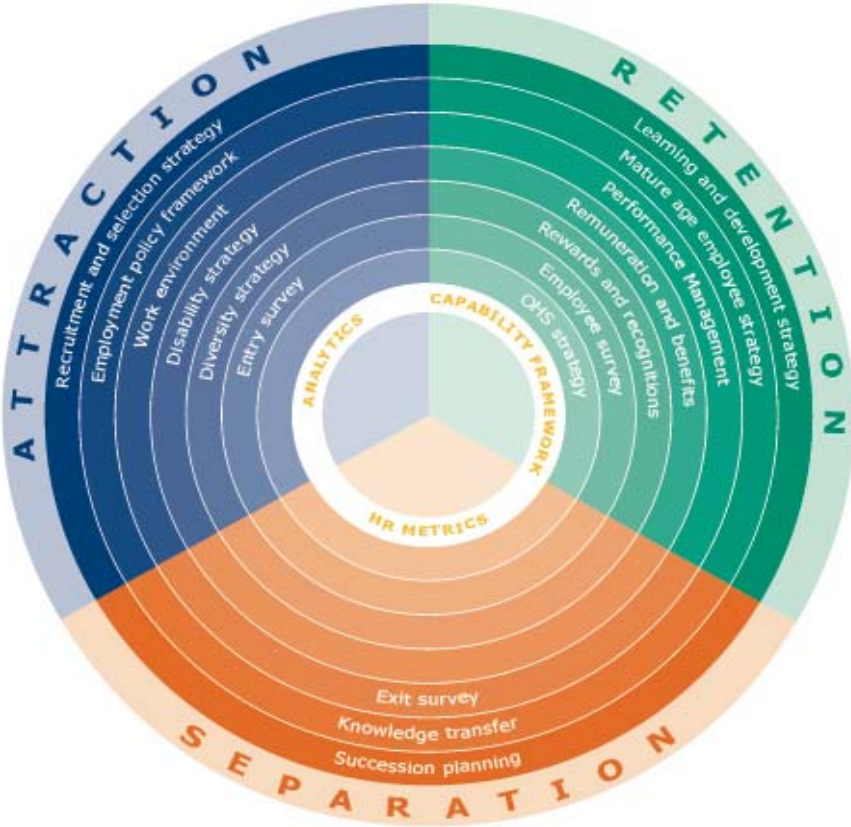 ATTRACTION
Recruitment and selection strategy
Employment policy framework
Work environment
Disability strategy
Diversity strategy
Entry survey
RETENTION
Learning and development strategy
Mature age employee strategy
Performance Management
Remuneration and benefits
Rewards and recognitions
Employee survey
OHS strategy
ANALYTICS
CAPABILITY FRAMEWORK
HR METRICS
Exit survey
Knowledge transfer
Succession planning
SEPARATION